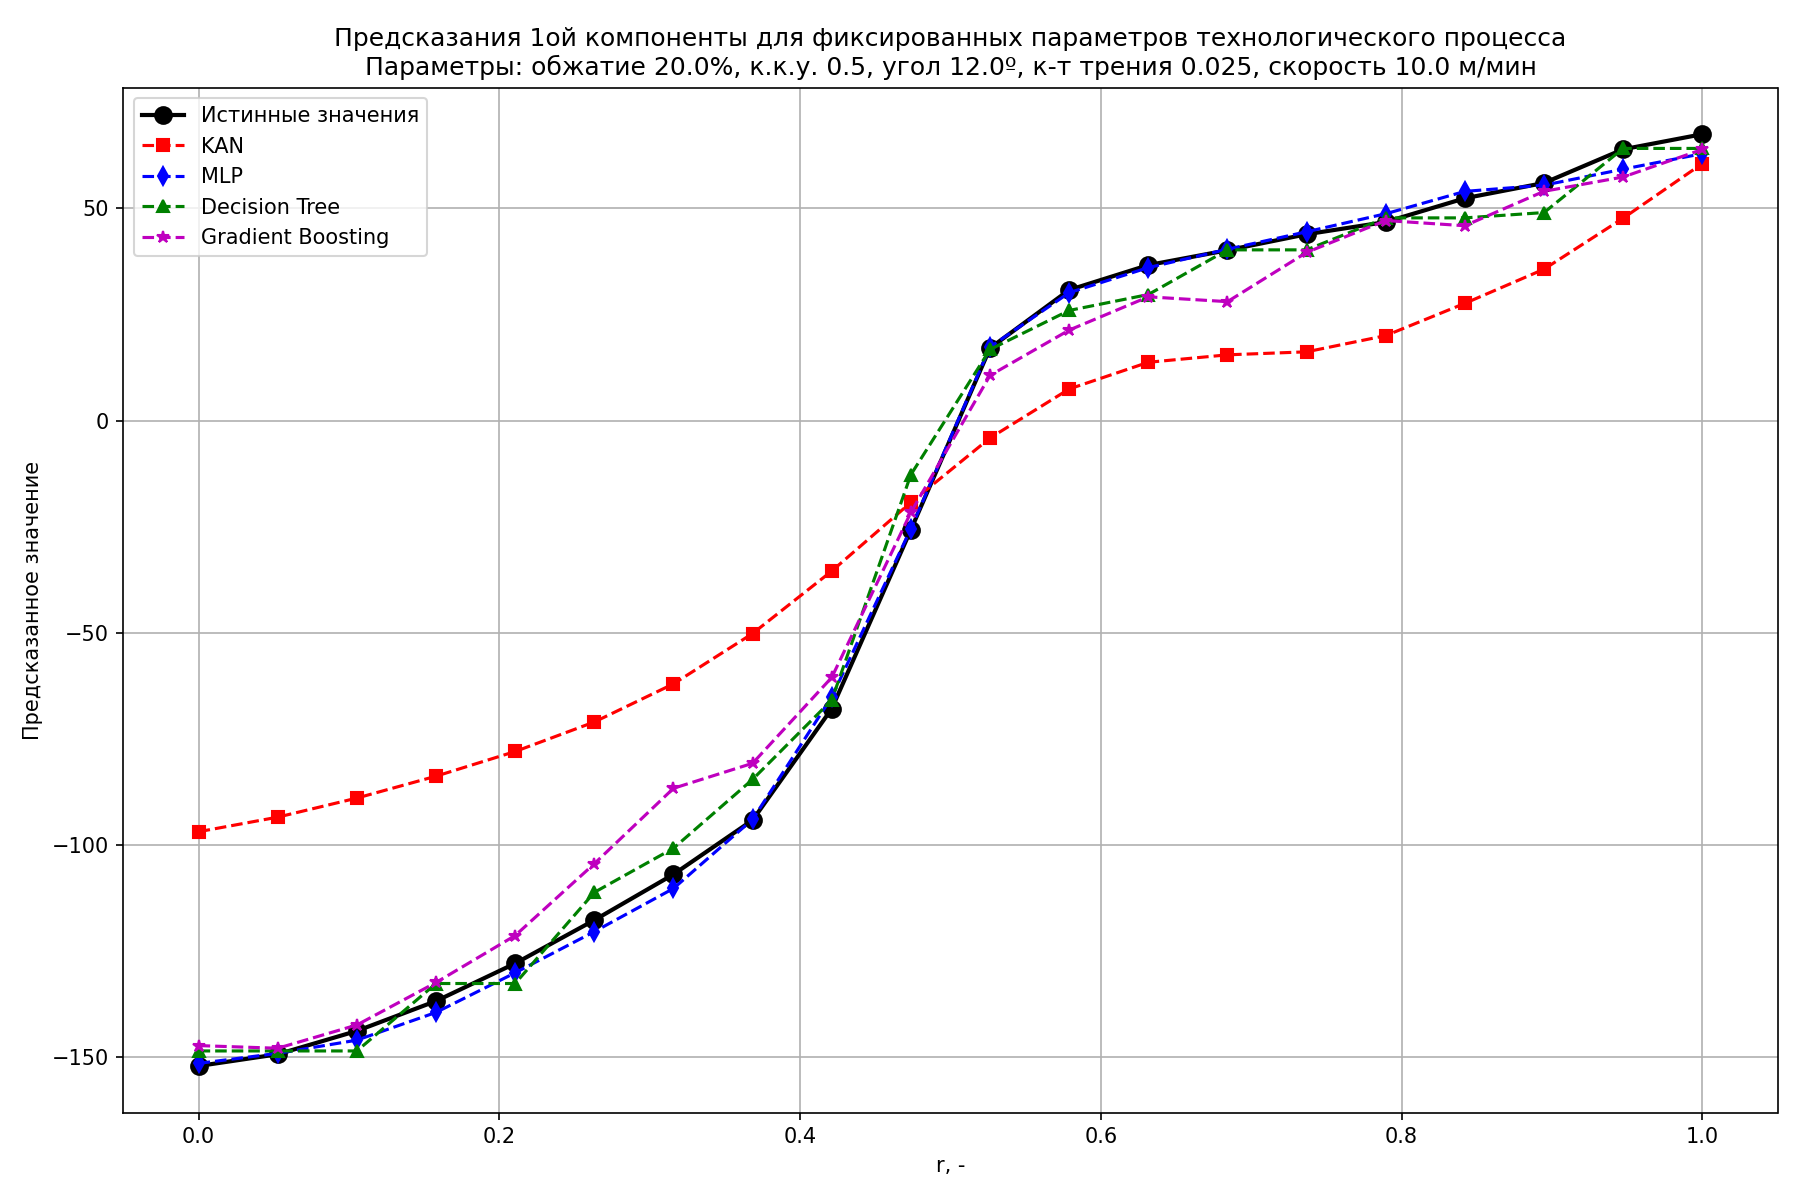 Предсказания 1ой компоненты для фиксированных параметров технологического процесса
Параметры: обжатие 20.0%, к.к.у. 0.5, угол 12.0º, к-т трения 0.025, скорость 10.0 м/мин
Истинные значения
KAN
MLP
Decision Tree
Gradient Boosting
Предсказанное значение
50
0
−50
−100
−150
0.0
0.2
0.4
0.6
0.8
1.0
r, -